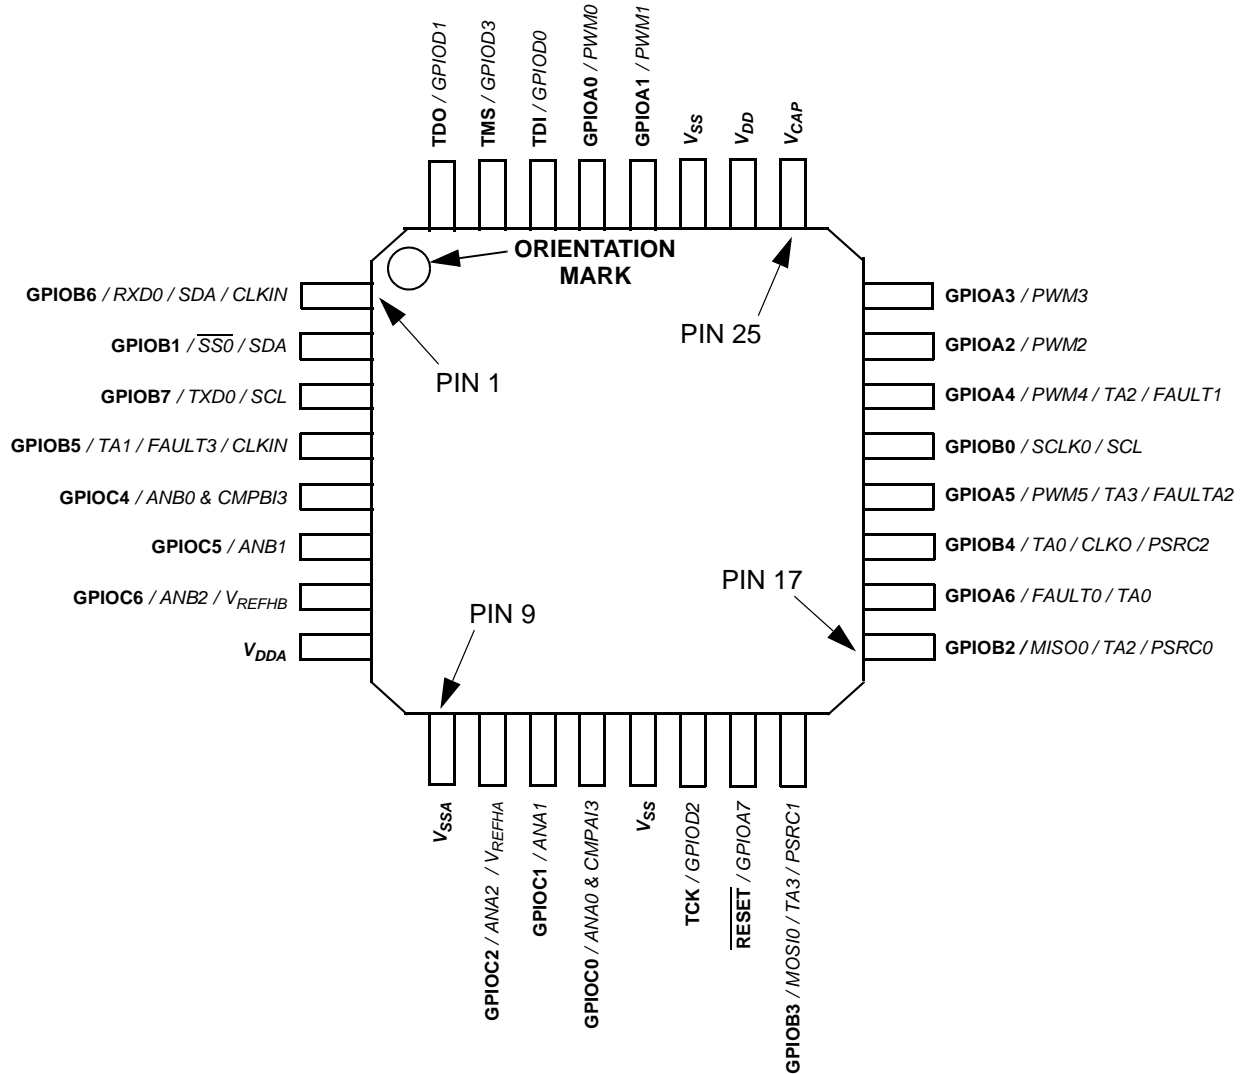 TDO / GPIOD1
TMS / GPIOD3
TDI / GPIOD0
GPIOA0 / PWM0
GPIOA1 / PWM1
VSS
VDD
VCAP
ORIENTATION
MARK
PIN 25
PIN 1
GPIOB6 / RXD0 / SDA / CLKIN
GPIOB1 / SS0 / SDA
GPIOB7 / TXD0 / SCL
GPIOB5 / TA1 / FAULT3 / CLKIN
GPIOC4 / ANB0 & CMPBI3
GPIOC5 / ANB1
GPIOC6 / ANB2 / VREFHB
VDDA
GPIOA3 / PWM3
GPIOA2 / PWM2
GPIOA4 / PWM4 / TA2 / FAULT1
GPIOB0 / SCLK0 / SCL
GPIOA5 / PWM5 / TA3 / FAULTA2
GPIOB4 / TA0 / CLKO / PSRC2
GPIOA6 / FAULT0 / TA0
GPIOB2 / MISO0 / TA2 / PSRC0
PIN 17
PIN 9
VSSA
GPIOC2 / ANA2 / VREFHA
GPIOC1 / ANA1
GPIOC0 / ANA0 & CMPAI3
VSS
TCK / GPIOD2
RESET / GPIOA7
GPIOB3 / MOSI0 / TA3 / PSRC1